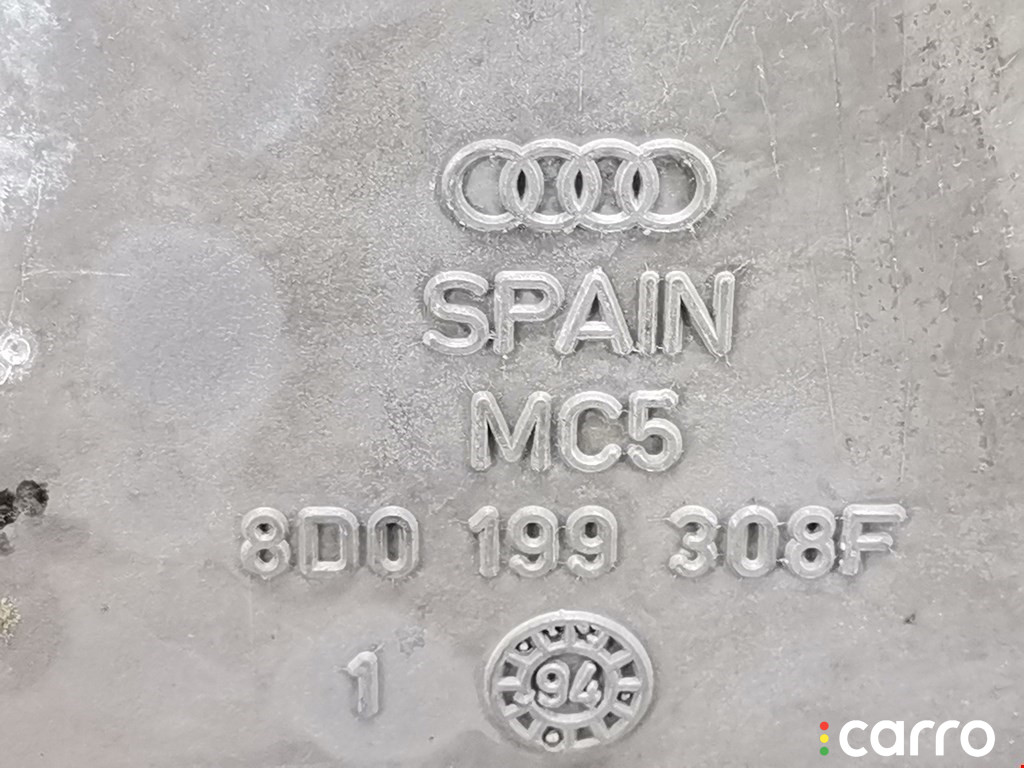 SPAIN
MC5
8D0 199 308F
1
94
carro